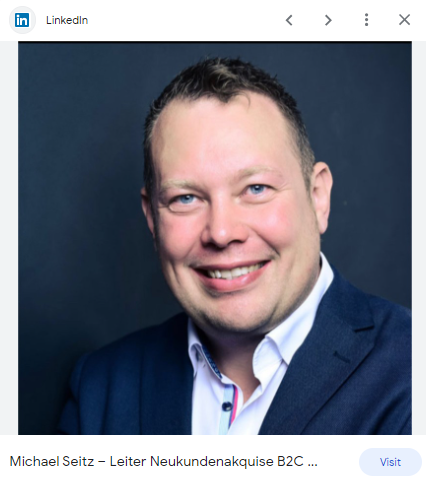 LinkedIn
Michael Seitz – Leiter Neukundenakquise B2C ...
Visit